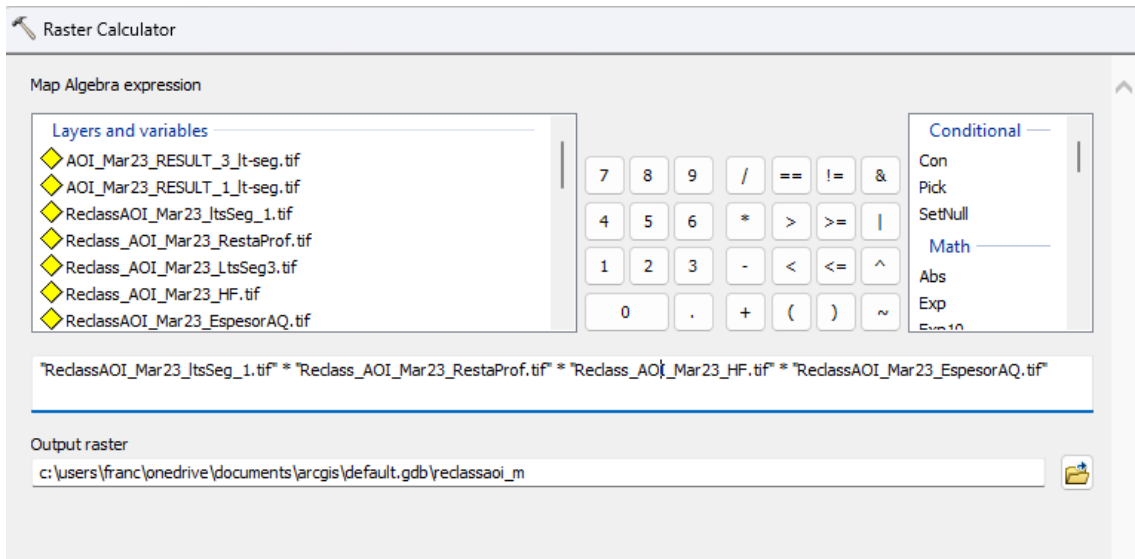 Raster Calculator
Map Algebra expression
Layers and variables
AOI_Mar23_RESULT_3_lt-seg.tif
AOI_Mar23_RESULT_1_lt-seg.tif
ReclassAOI_Mar23_ltsSeg_1.tif
Reclass_AOI_Mar23_RestaProf.tif
Reclass_AOI_Mar23_LtsSeg3.tif
Reclass_AOI_Mar23_HF.tif
ReclassAOI_Mar23_EspesorAQ.tif
7 8 9 / == != &
4 5 6 * > >= |
1 2 3 - < <= ^
0 . + ( ) ~
Conditional
Con
Pick
SetNull
Math
Abs
Exp
Exp10
"ReclassAOI_Mar23_ltsSeg_1.tif" * "Reclass_AOI_Mar23_RestaProf.tif" * "Reclass_AOI_Mar23_HF.tif" * "ReclassAOI_Mar23_EspesorAQ.tif"
Output raster
c:\users\franc\onedrive\documents\arcgis\default.gdb\reclassaoi_m